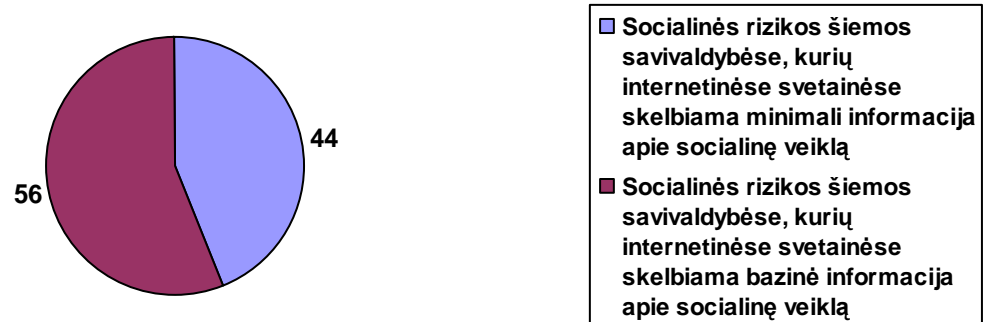 44
56
Socialinės rizikos šiemos
savivaldybėse, kurių
internetinėse svetainėse
skelbiama minimali informacija
apie socialinę veiklą
Socialinės rizikos šiemos
savivaldybėse, kurių
internetinėse svetainėse
skelbiama bazinė informacija
apie socialinę veiklą